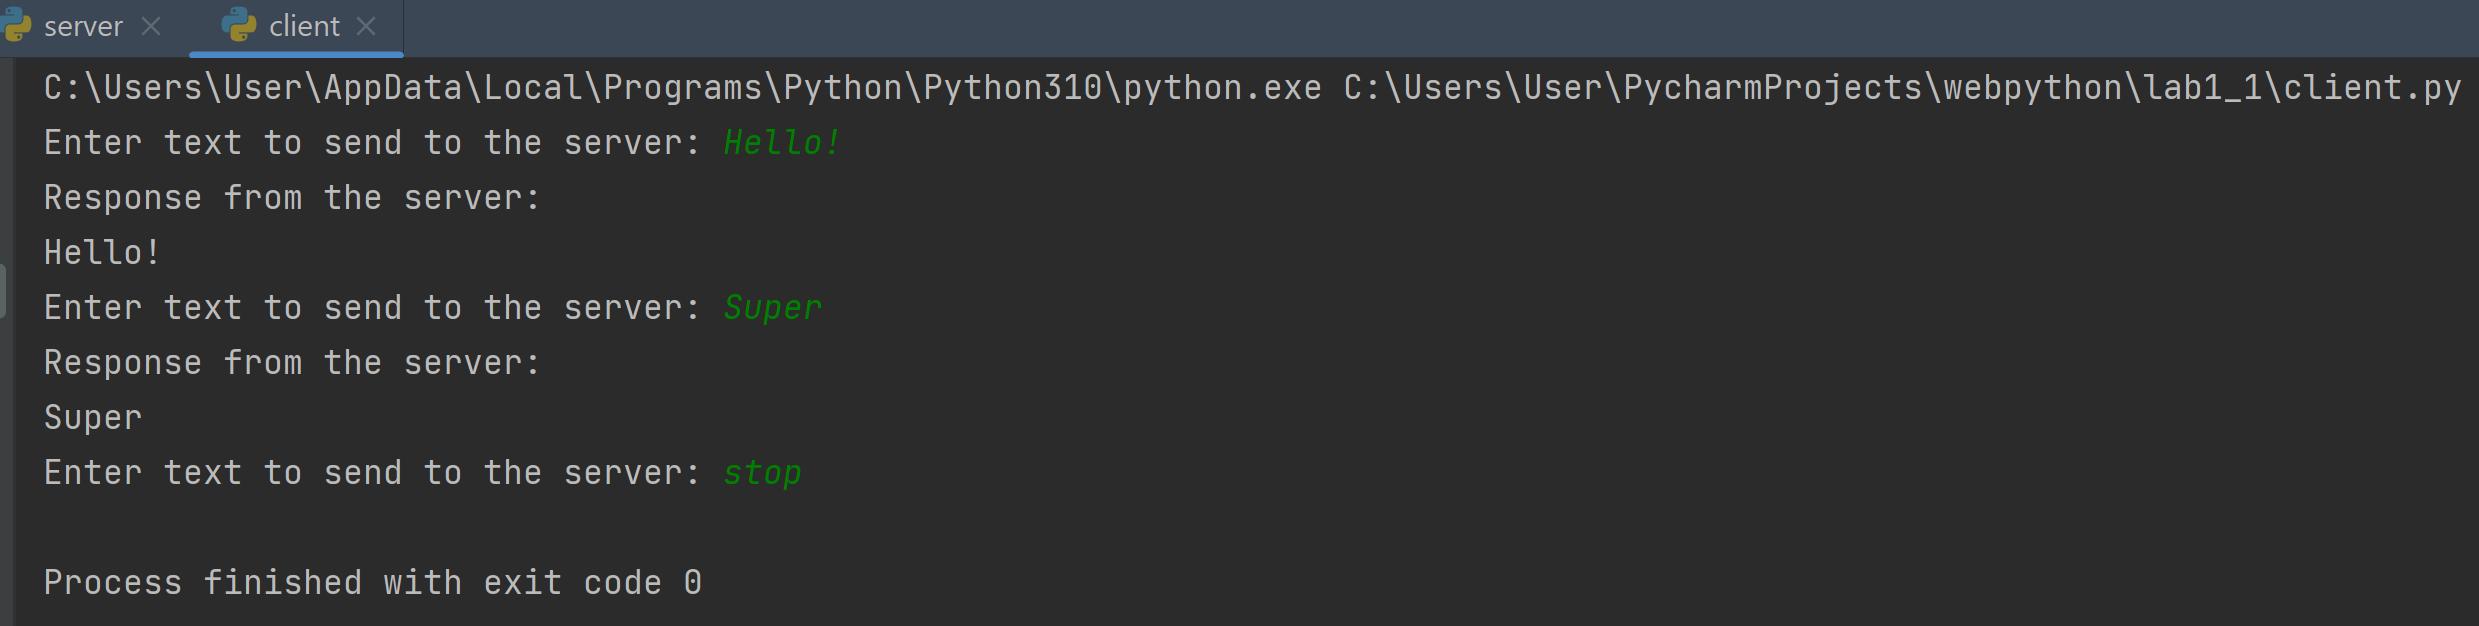 server client
C:\Users\User\AppData\Local\Programs\Python\Python310\python.exe C:\Users\User\PycharmProjects\webpython\lab1_1\client.py
Enter text to send to the server: Hello!
Response from the server:
Hello!
Enter text to send to the server: Super
Response from the server:
Super
Enter text to send to the server: stop
Process finished with exit code 0